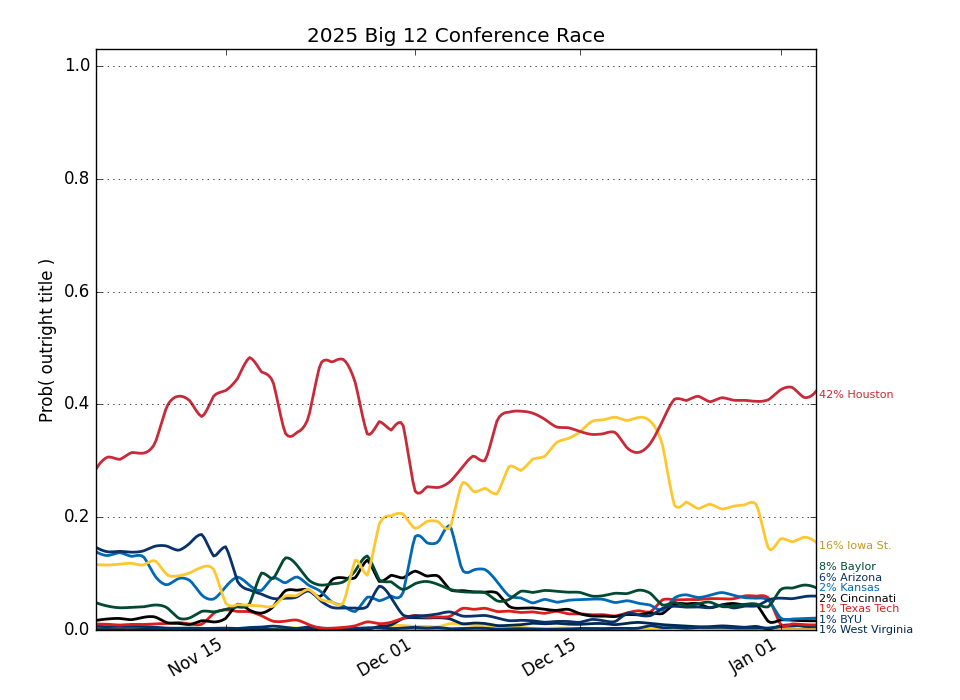 2025 Big 12 Conference Race
Prob( outright title )
1.0
0.8
0.6
0.4
0.2
0.0
Nov 15
Dec 01
Dec 15
Jan 01
42% Houston
16% Iowa St.
8% Baylor
6% Arizona
2% Kansas
2% Cincinnati
1% Texas Tech
1% BYU
1% West Virginia